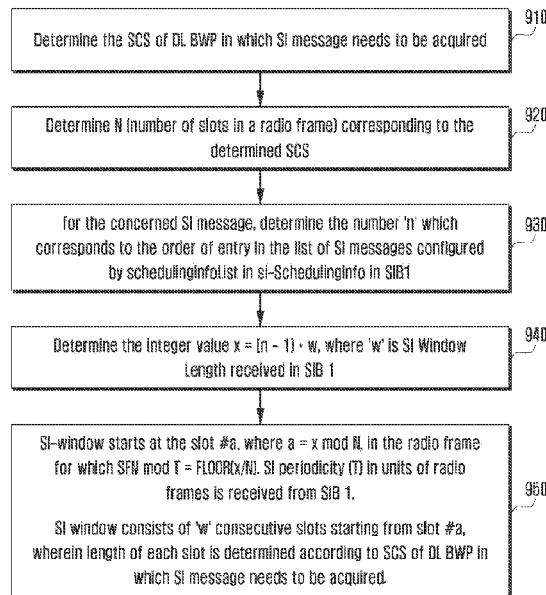 910
Determine the SCS of DL BWP in which SI message needs to be acquired
920
Determine N (number of slots in a radio frame) corresponding to the
determined SCS
930
For the concerned SI message, determine the number 'n' which
corresponds to the order of entry in the list of SI messages configured
by schedulingInfoList in si-SchedulingInfo in SIB1
940
Determine the integer value x = (n - 1) * w, where 'w' is SI Window
Length received in SIB 1
950
SI-window starts at the slot #a, where a = x mod N, in the radio frame
for which SFN mod T = FLOOR(x/N). SI periodicity (T) in units of radio
frames is received from SIB 1.
SI window consists of 'w' consecutive slots starting from slot #a,
wherein length of each slot is determined according to SCS of DL BWP in
which SI message needs to be acquired.